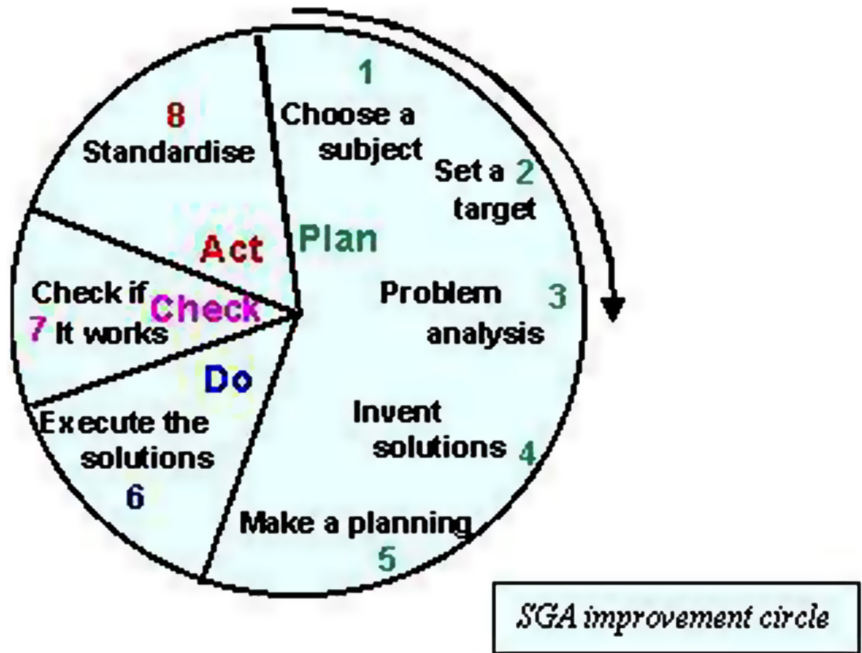 1
Choose a
subject
Set a 2
target
Plan
Problem 3
analysis
Invent
solutions 4
Make a planning
5
Do
Execute the
solutions
6
Check
Check if
7 It works
Act
8
Standardise
SGA improvement circle